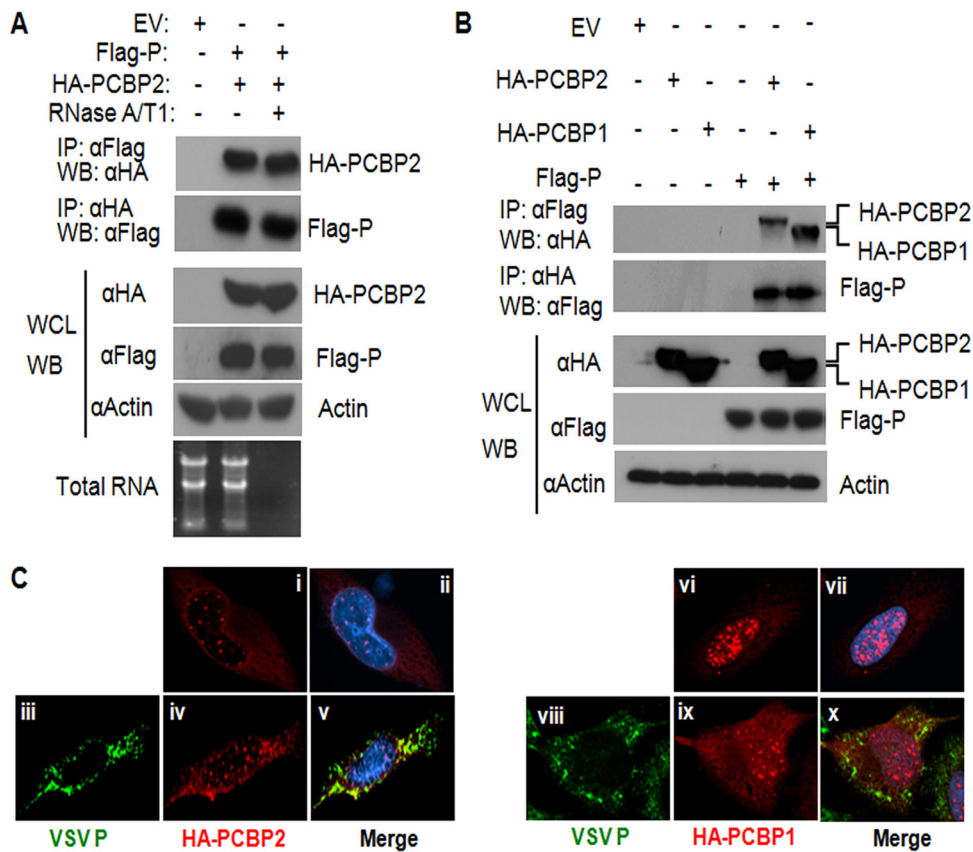 A
EV: + - -
Flag-P: - + +
HA-PCBP2: - + +
RNase A/T1: - - +
IP: αFlag
WB: αHA
HA-PCBP2
IP: αHA
WB: αFlag
Flag-P
WCL
WB
αHA
HA-PCBP2
αFlag
Flag-P
αActin
Actin
Total RNA
B
EV + - - - - -
HA-PCBP2 - + - - + -
HA-PCBP1 - - + - - +
Flag-P - - - + + +
IP: αFlag
WB: αHA
HA-PCBP2
HA-PCBP1
IP: αHA
WB: αFlag
Flag-P
WCL
WB
αHA
HA-PCBP2
HA-PCBP1
αFlag
Flag-P
αActin
Actin
C
i
ii
iii
iv
v
VSV P
HA-PCBP2
Merge
vi
vii
viii
ix
x
VSV P
HA-PCBP1
Merge